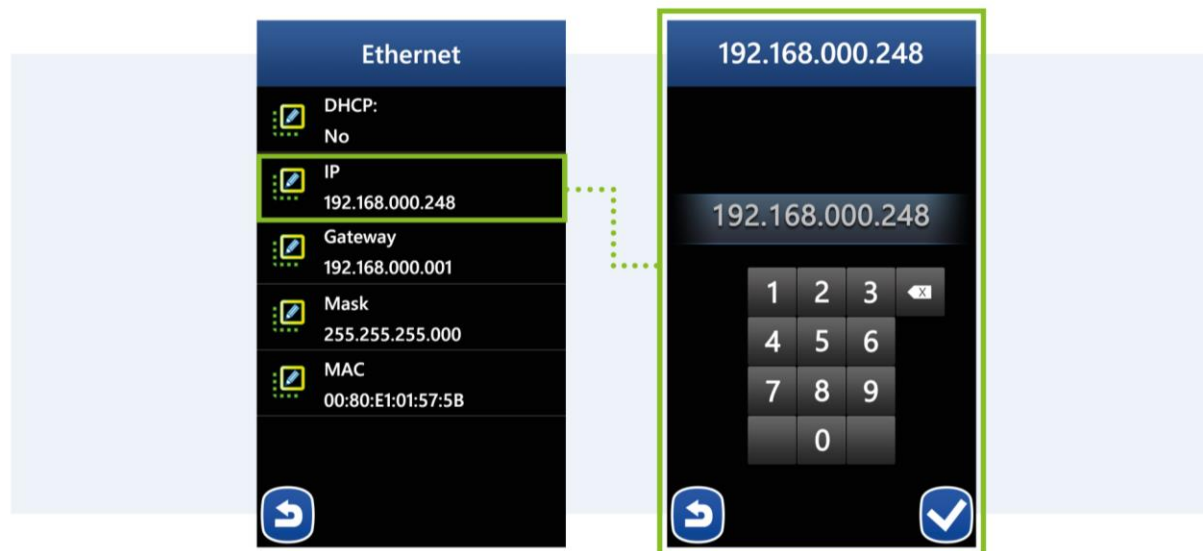 Ethernet
DHCP:
No
IP
192.168.000.248
Gateway
192.168.000.001
Mask
255.255.255.000
MAC
00:80:E1:01:57:5B
192.168.000.248
192.168.000.248
1 2 3 X
4 5 6
7 8 9
0